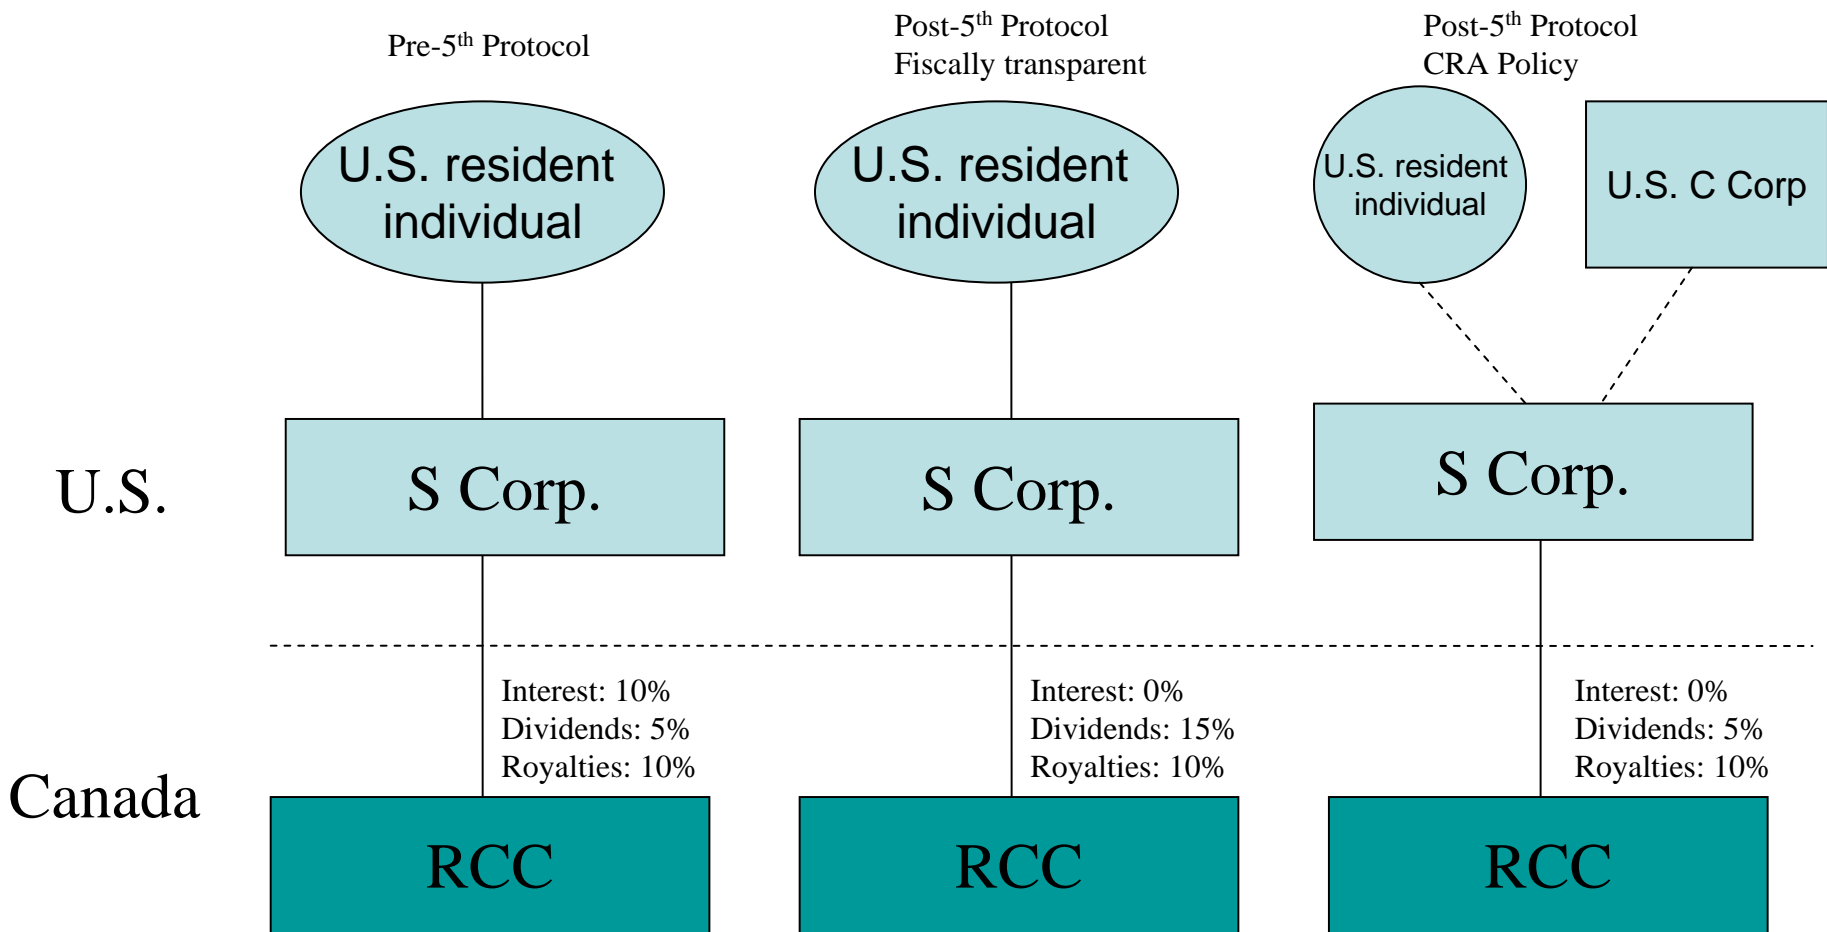 Pre-5th Protocol
Post-5th Protocol
Fiscally transparent
Post-5th Protocol
CRA Policy
U.S. resident
individual
U.S. resident
individual
U.S. resident
individual
U.S. C Corp
U.S.
S Corp.
S Corp.
S Corp.
Interest: 10%
Dividends: 5%
Royalties: 10%
Interest: 0%
Dividends: 15%
Royalties: 10%
Interest: 0%
Dividends: 5%
Royalties: 10%
Canada
RCC
RCC
RCC